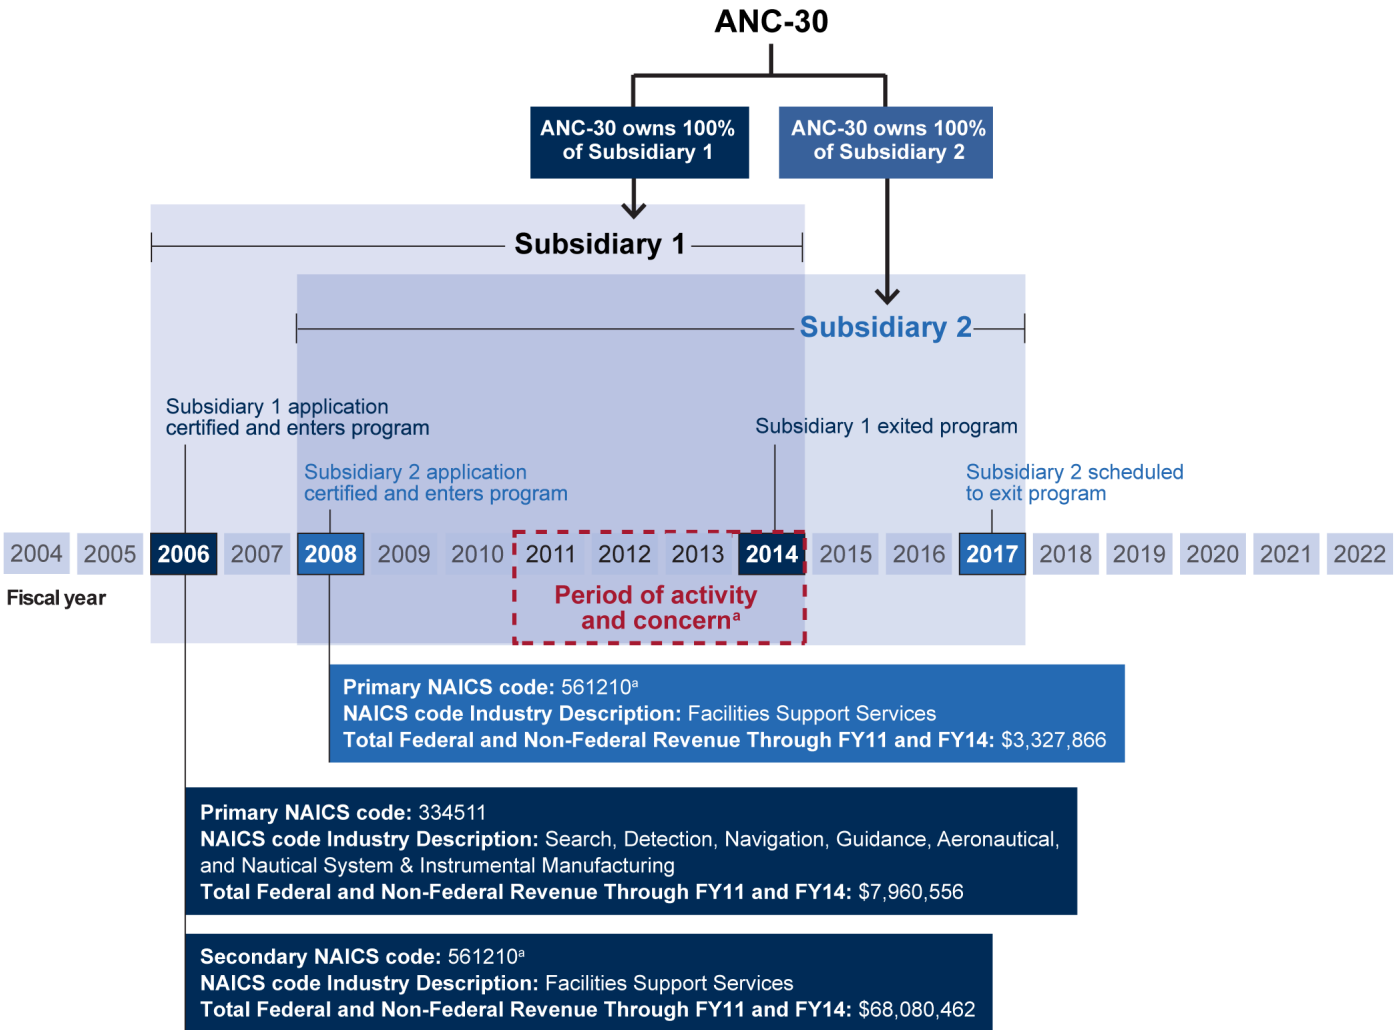 ANC-30
ANC-30 owns 100%
of Subsidiary 1
ANC-30 owns 100%
of Subsidiary 2
Subsidiary 1
Subsidiary 2
Subsidiary 1 application
certified and enters program
Subsidiary 1 exited program
Subsidiary 2 application
certified and enters program
Subsidiary 2 scheduled
to exit program
2004 2005 2006 2007 2008 2009 2010 2011 2012 2013 2014 2015 2016 2017 2018 2019 2020 2021 2022
Fiscal year
Period of activity
and concernᵃ
Primary NAICS code: 561210ᵃ
NAICS code Industry Description: Facilities Support Services
Total Federal and Non-Federal Revenue Through FY11 and FY14: $3,327,866
Primary NAICS code: 334511
NAICS code Industry Description: Search, Detection, Navigation, Guidance, Aeronautical,
and Nautical System & Instrumental Manufacturing
Total Federal and Non-Federal Revenue Through FY11 and FY14: $7,960,556
Secondary NAICS code: 561210ᵃ
NAICS code Industry Description: Facilities Support Services
Total Federal and Non-Federal Revenue Through FY11 and FY14: $68,080,462